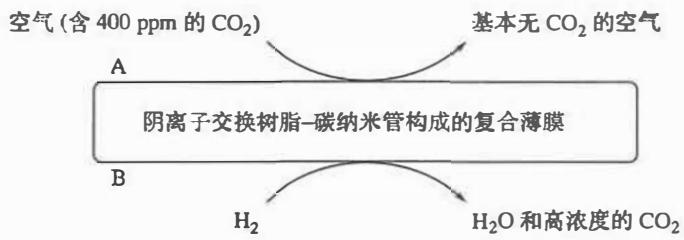 空气 (含 400 ppm 的 CO₂) 基本无 CO₂ 的空气
A
阴离子交换树脂–碳纳米管构成的复合薄膜
B
H₂ H₂O 和高浓度的 CO₂